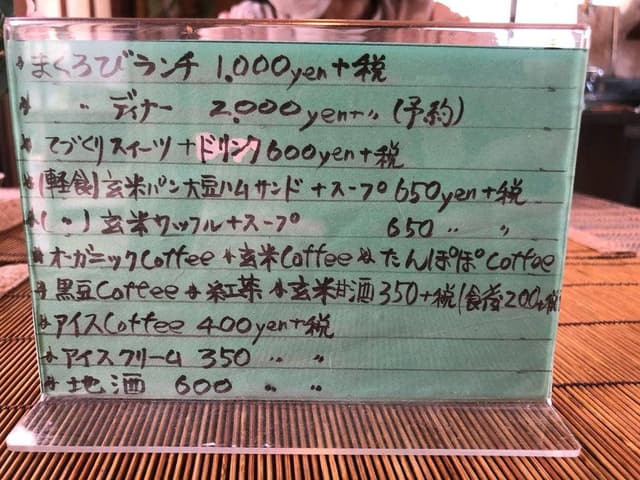 * まくろびランチ 1.000yen+税
* 〃 ディナー 2.000yen+〃 (予約)
* てづくりスイーツ+ドリンク600yen+税
* (軽食)玄米パン大豆ハムサンド+スープ 650yen+税
* (〃)玄米ワッフル+スープ 650 〃 〃
* オーガニックCoffee * 玄米Coffee * たんぽぽCoffee
* 黒豆Coffee * 紅茶 * 玄米甘酒350+税(食後200+税
* アイスCoffee 400yen+税
* アイスクリーム 350 〃 〃
* 地酒 600 〃 〃